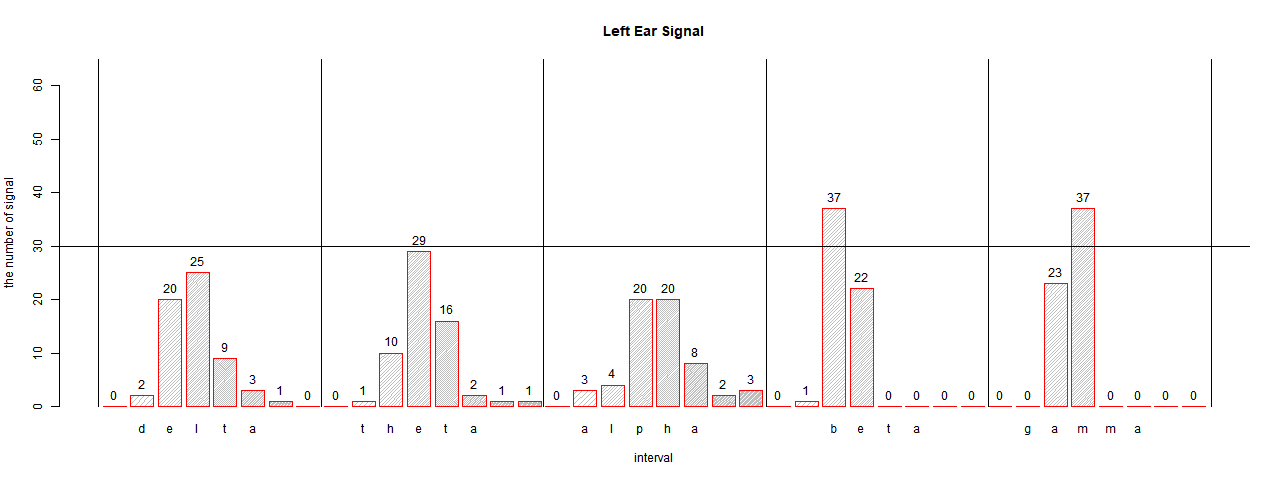 Left Ear Signal
the number of signal
60
50
40
30
20
10
0
0 2 20 25 9 3 1 0 0 1 10 29 16 2 1 1 0 3 4 20 20 8 2 3 0 1 37 22 0 0 0 0 0 0 23 37 0 0 0 0
d e l t a t h e t a a l p h a b e t a g a m m a
interval